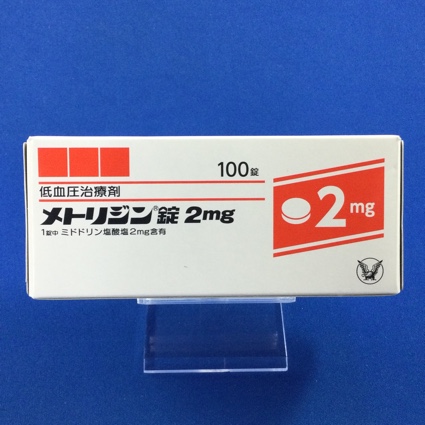 100錠
低血圧治療剤
メトリジン®錠 2mg
1錠中 ミドドリン塩酸塩2mg含有
2mg